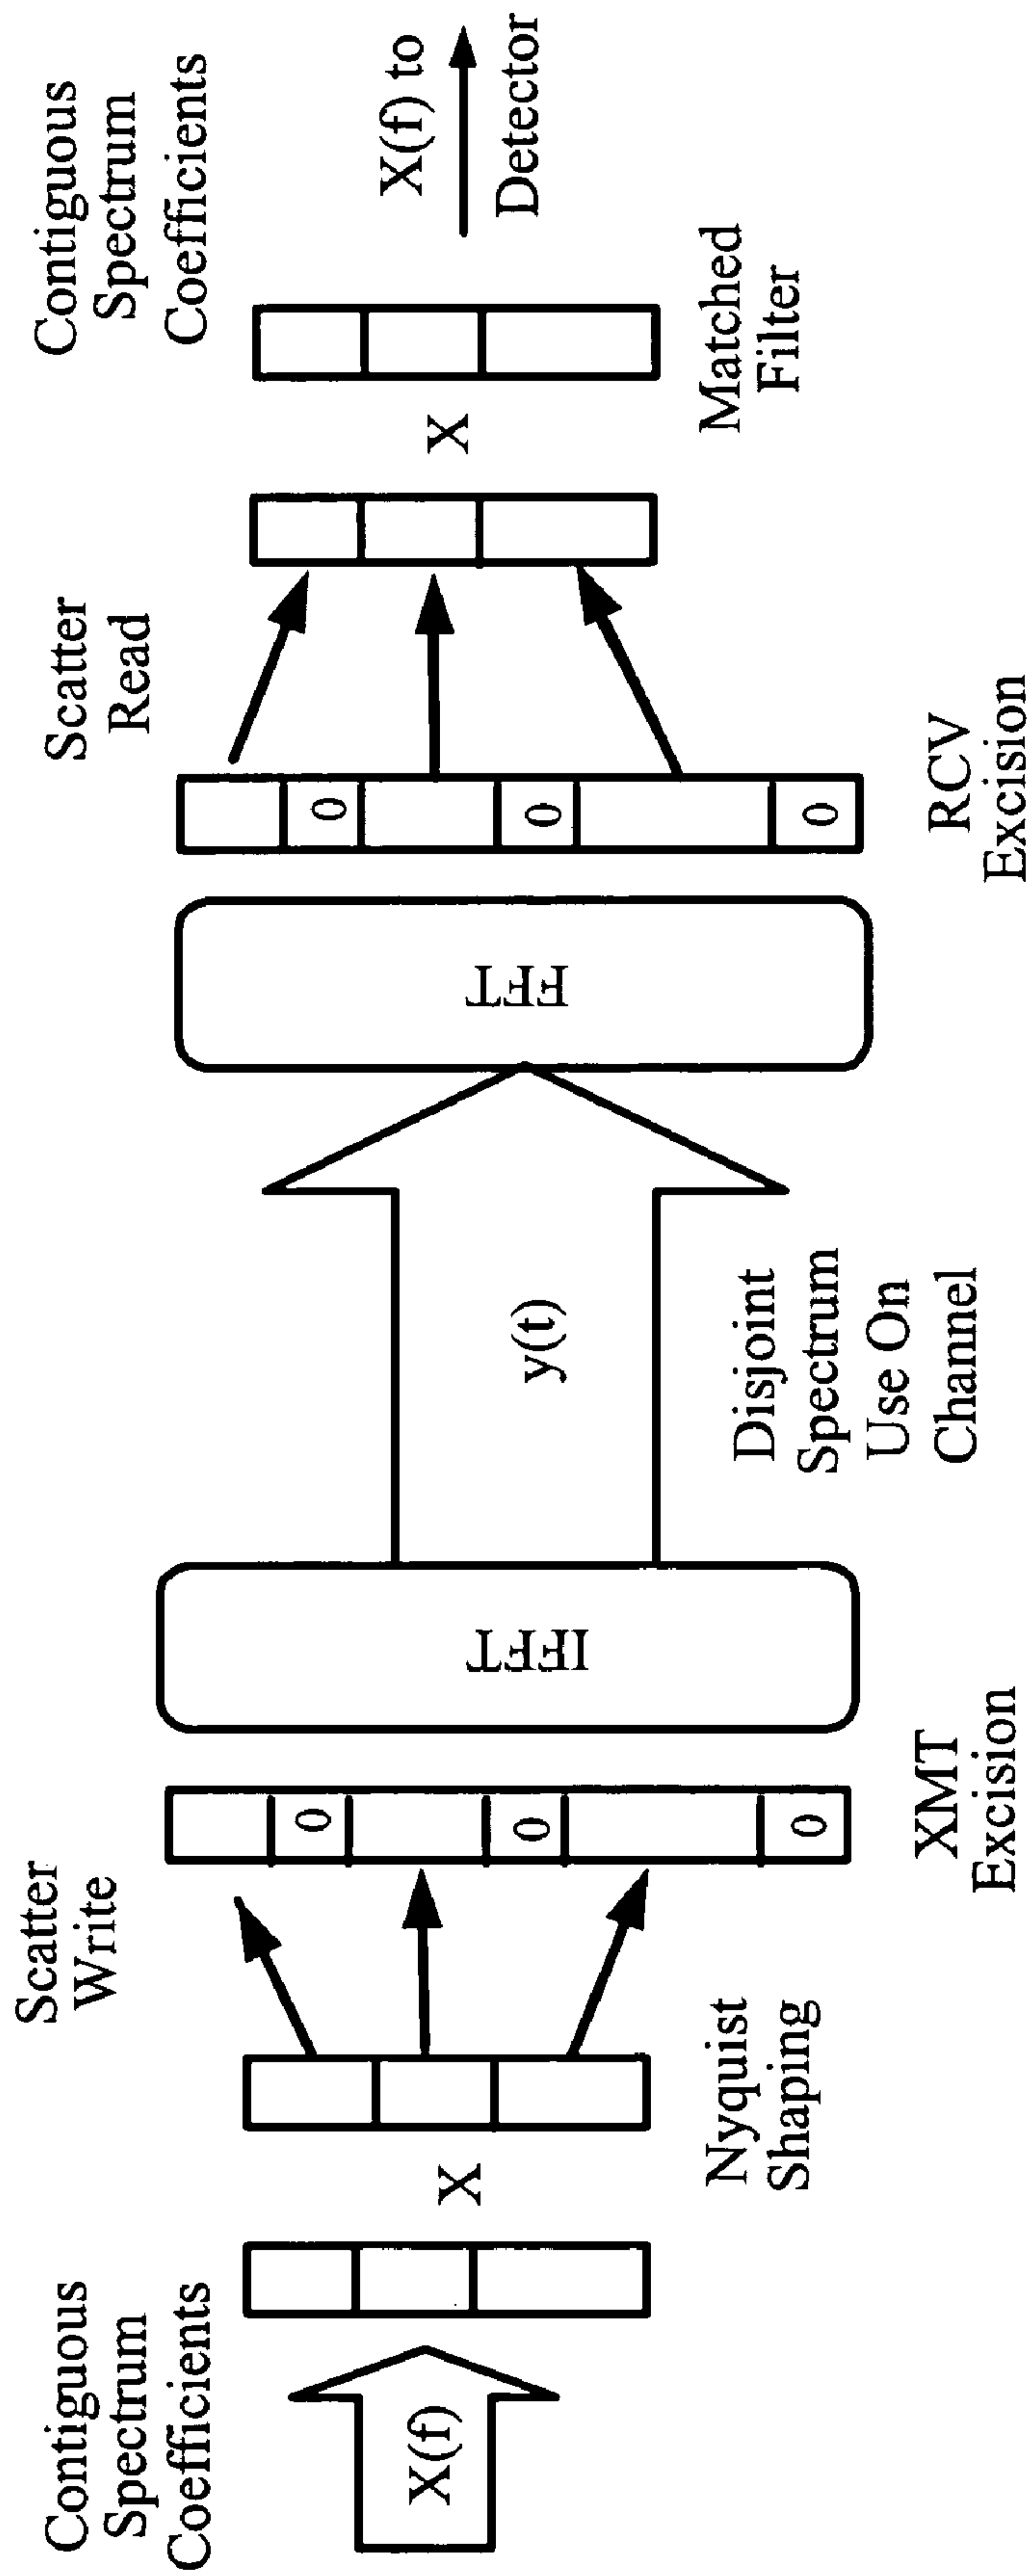 Contiguous
Spectrum
Coefficients
X(f)
X
Nyquist
Shaping
Scatter
Write
0
0
0
XMT
Excision
IFFT
y(t)
Disjoint
Spectrum
Use On
Channel
FFT
0
0
0
RCV
Excision
Scatter
Read
X
Contiguous
Spectrum
Coefficients
Matched
Filter
X(f) to
Detector